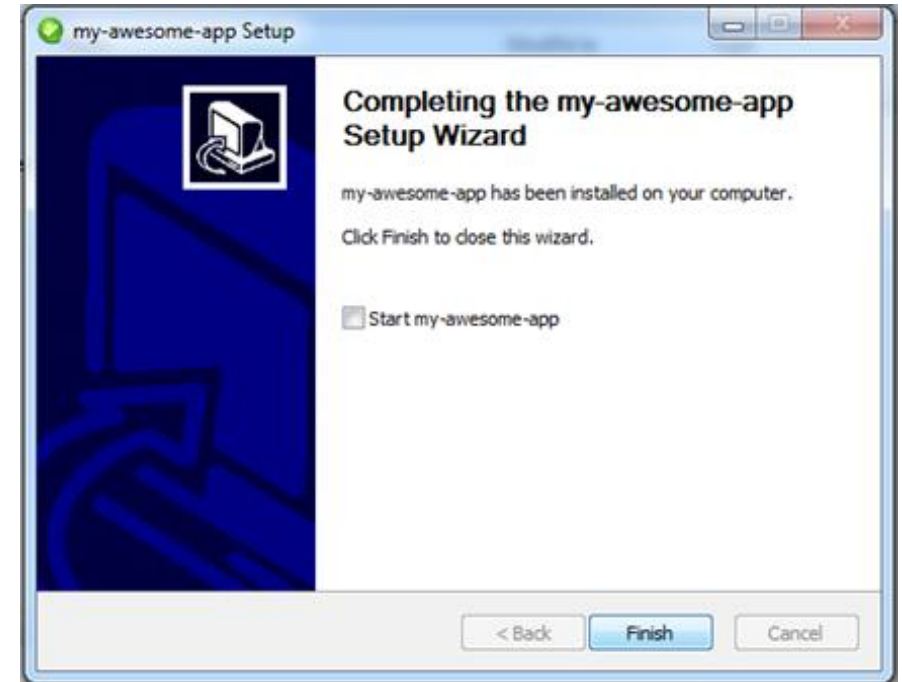 my-awesome-app Setup
Completing the my-awesome-app
Setup Wizard
my-awesome-app has been installed on your computer.
Click Finish to close this wizard.
Start my-awesome-app
< Back
Finish
Cancel